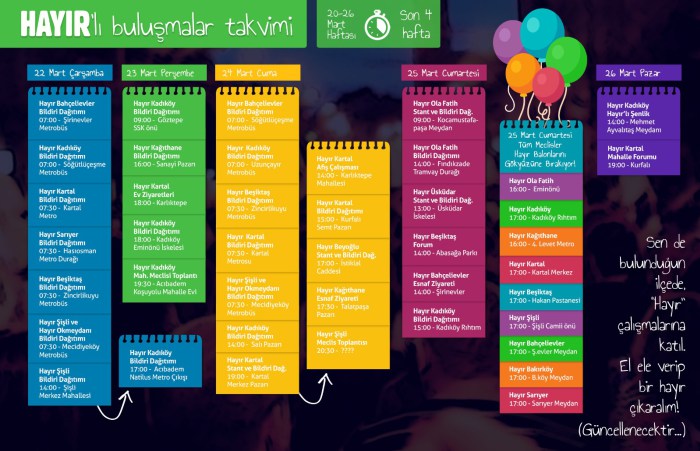 HAYIR'lı buluşmalar takvimi
20-26
Mart
Haftası
Son 4
hafta
22 Mart Çarşamba
Hayır Bahçelievler
Bildiri Dağıtımı
07:00 - Şirinevler
Metrobüs
Hayır Kadıköy
Bildiri Dağıtımı
07:00 - Söğütlüçeşme
Metrobüs
Hayır Kartal
Bildiri Dağıtımı
07:30 - Kartal
Metro
Hayır Sarıyer
Bildiri Dağıtımı
07:30 - Hacıosman
Metro Durağı
Hayır Beşiktaş
Bildiri Dağıtımı
07:30 - Zincirlikuyu
Metrobüs
Hayır Şişli ve
Hayır Okmeydanı
Bildiri Dağıtımı
07:30 - Mecidiyeköy
Metrobüs
Hayır Şişli
Bildiri Dağıtımı
14:00 - Şişli
Merkez Mahallesi
Hayır Kadıköy
Bildiri Dağıtımı
17:00 - Acıbadem
Natilus Metro Çıkışı
23 Mart Perşembe
Hayır Kadıköy
Bildiri Dağıtımı
09:00 - Göztepe
SSK önü
Hayır Kağıthane
Bildiri Dağıtımı
16:00 - Sanayi Pazarı
Hayır Kartal
Ev Ziyaretleri
18:00 - Karlıktepe
Hayır Kadıköy
Bildiri Dağıtımı
18:00 - Kadıköy
Eminönü İskelesi
Hayır Kadıköy
Mah. Meclisi Toplantı
19:30 - Acıbadem
Koşuyolu Mahalle Evi
24 Mart Cuma
Hayır Bahçelievler
Bildiri Dağıtımı
07:00 - Söğütlüçeşme
Metrobüs
Hayır Kadıköy
Bildiri Dağıtımı
07:00 - Uzunçayır
Metrobüs
Hayır Beşiktaş
Bildiri Dağıtımı
07:30 - Zincirlikuyu
Metrobüs
Hayır Kartal
Bildiri Dağıtımı
07:30 - Kartal
Metrosu
Hayır Şişli ve
Hayır Okmeydanı
Bildiri Dağıtımı
07:30 - Mecidiyeköy
Metrobüs
Hayır Kadıköy
Bildiri Dağıtımı
14:00 - Salı Pazarı
Hayır Kartal
Stant ve Bildiri Dağ.
19:00 - Kartal
Merkez Pazarı
Hayır Kartal
Afiş Çalışması
14:00 - Karlıktepe
Mahallesi
Hayır Kartal
Bildiri Dağıtımı
15:00 - Kurfalı
Semt Pazarı
Hayır Beyoğlu
Stant ve Bildiri Dağ.
17:00 - İstiklal
Caddesi
Hayır Kağıthane
Esnaf Ziyareti
17:30 - Talatpaşa
Pazarı
Hayır Şişli
Meclis Toplantısı
20:30 - ????
25 Mart Cumartesi
Hayır Ola Fatih
Stant ve Bildiri Dağ.
09:00 - Kocamustafa-
paşa Meydan
Hayır Ola Fatih
Bildiri Dağıtımı
14:00 - Fındıkzade
Tramvay Durağı
Hayır Üsküdar
Stant ve Bildiri Dağ.
13:00 - Üsküdar
İskelesi
Hayır Beşiktaş
Forum
14:00 - Abasağa Parkı
Hayır Bahçelievler
Esnaf Ziyareti
14:00 - Şirinevler
Hayır Kadıköy
Bildiri Dağıtımı
15:00 - Kadıköy Rıhtım
25 Mart Cumartesi
Tüm Meclisler
Hayır Balonlarını
Gökyüzüne Bırakıyor!
Hayır Ola Fatih
16:00 - Eminönü
Hayır Kadıköy
17:00 - Kadıköy Rıhtım
Hayır Kağıthane
16:00 - 4. Levet Metro
Hayır Kartal
17:00 - Kartal Merkez
Hayır Beşiktaş
17:00 - Hakan Pastanesi
Hayır Şişli
17:00 - Şişli Camii önü
Hayır Bahçelievler
17:00 - Ş.evler Meydan
Hayır Bakırköy
17:00 - B.köy Meydan
Hayır Sarıyer
17:00 - Sarıyer Meydan
26 Mart Pazar
Hayır Kadıköy
Hayır'lı Şenlik
14:00 - Mehmet
Ayvalıtaş Meydan
Hayır Kartal
Mahalle Forumu
19:00 - Kurfalı
Sen de
bulunduğun
ilçede,
"Hayır"
çalışmalarına
katıl.
El ele verip
bir hayır
çıkaralım!
(Güncellenecektir...)